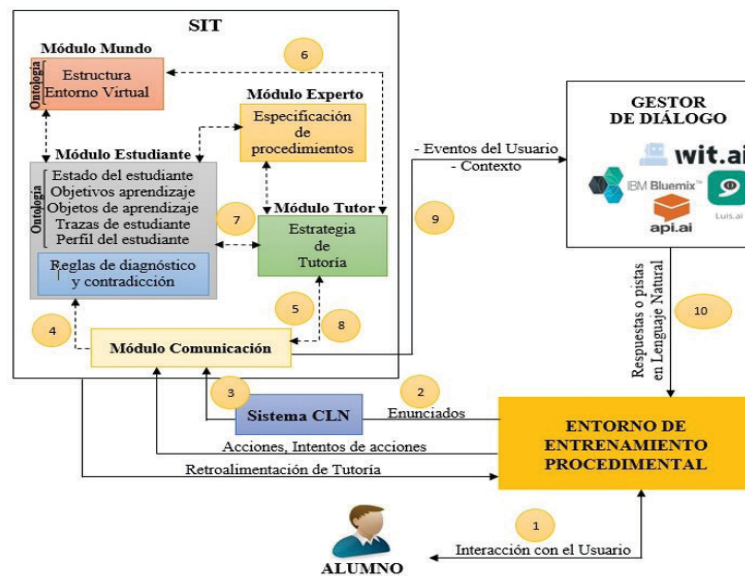 SIT
Módulo Mundo
Ontología
Estructura
Entorno Virtual
6
Módulo Experto
Especificación
de
procedimientos
Módulo Estudiante
Ontología
Estado del estudiante
Objetivos aprendizaje
Objetos de aprendizaje
Trazas de estudiante
Perfil del estudiante
Reglas de diagnóstico
y contradicción
7
Módulo Tutor
Estrategia
de
Tutoría
4
5
8
Módulo Comunicación
- Eventos del Usuario
- Contexto
9
GESTOR
DE DIÁLOGO
wit.ai
IBM Bluemix™
api.ai
Luis.ai
Respuestas o pistas
en Lenguaje Natural
10
3
Sistema CLN
2
Enunciados
Acciones, Intentos de acciones
Retroalimentación de Tutoría
ENTORNO DE
ENTRENAMIENTO
PROCEDIMENTAL
1
Interacción con el Usuario
ALUMNO